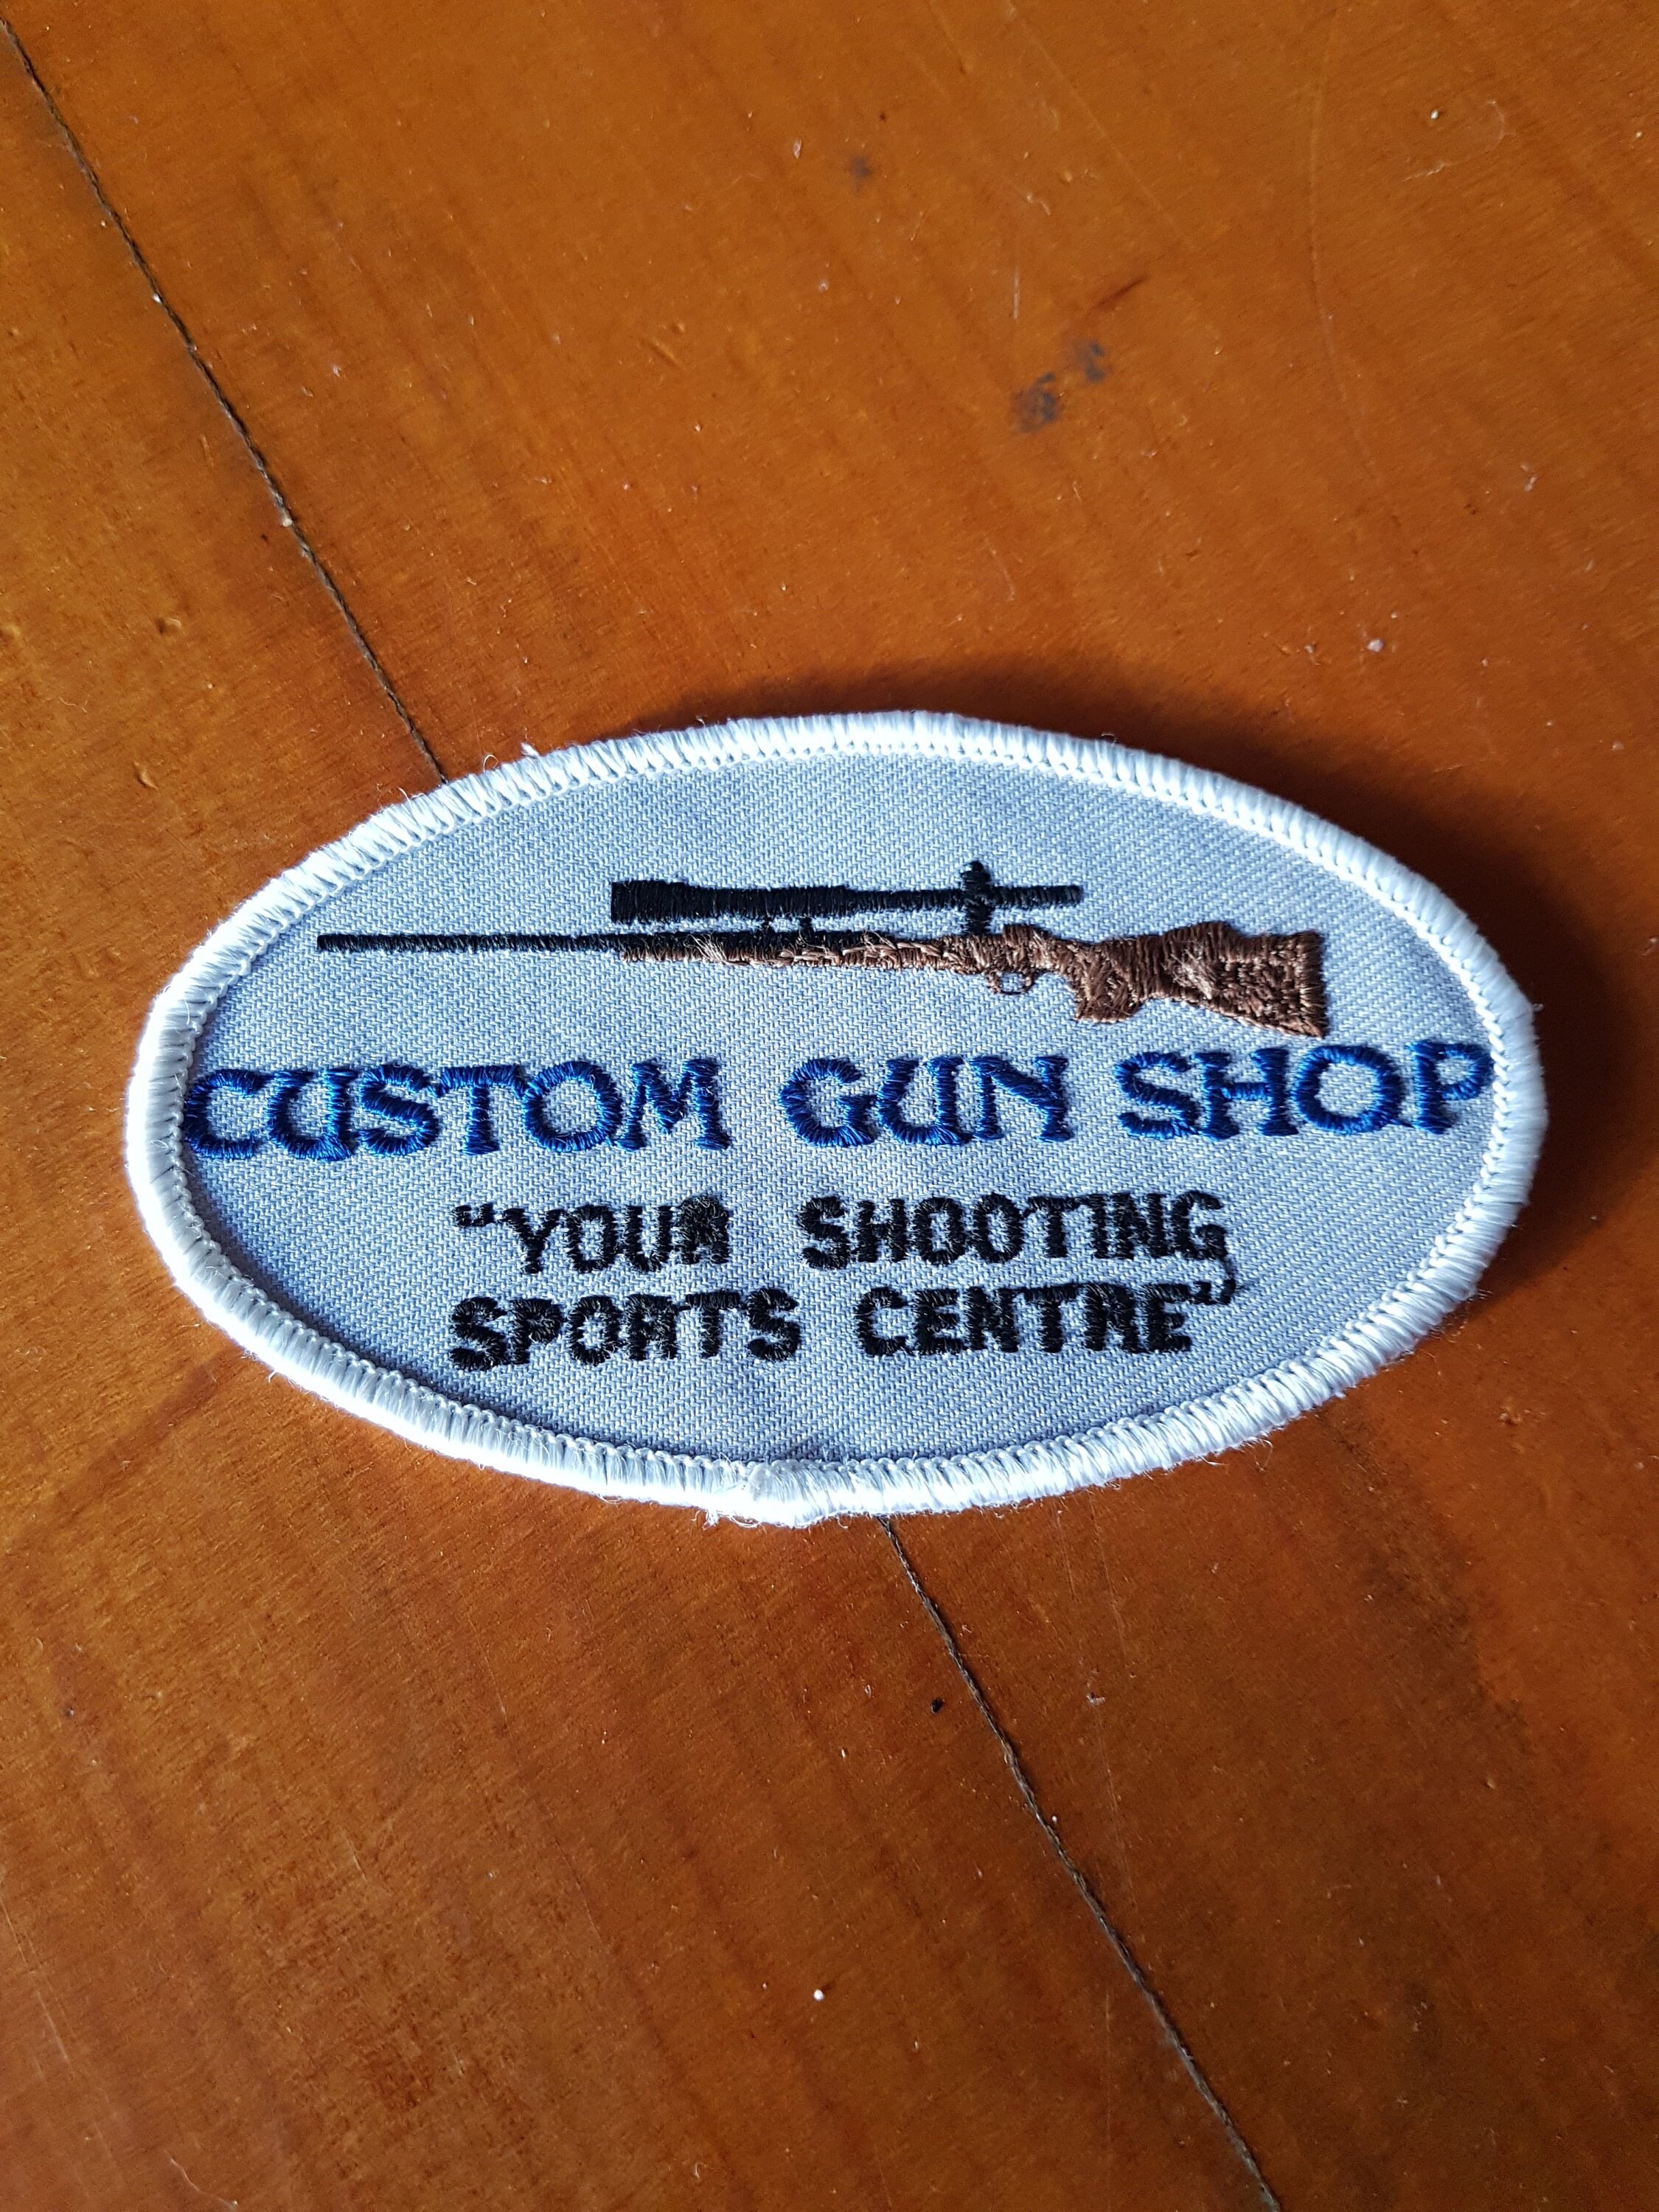 CUSTOM GUN SHOP
"YOUR SHOOTING
SPORTS CENTRE"